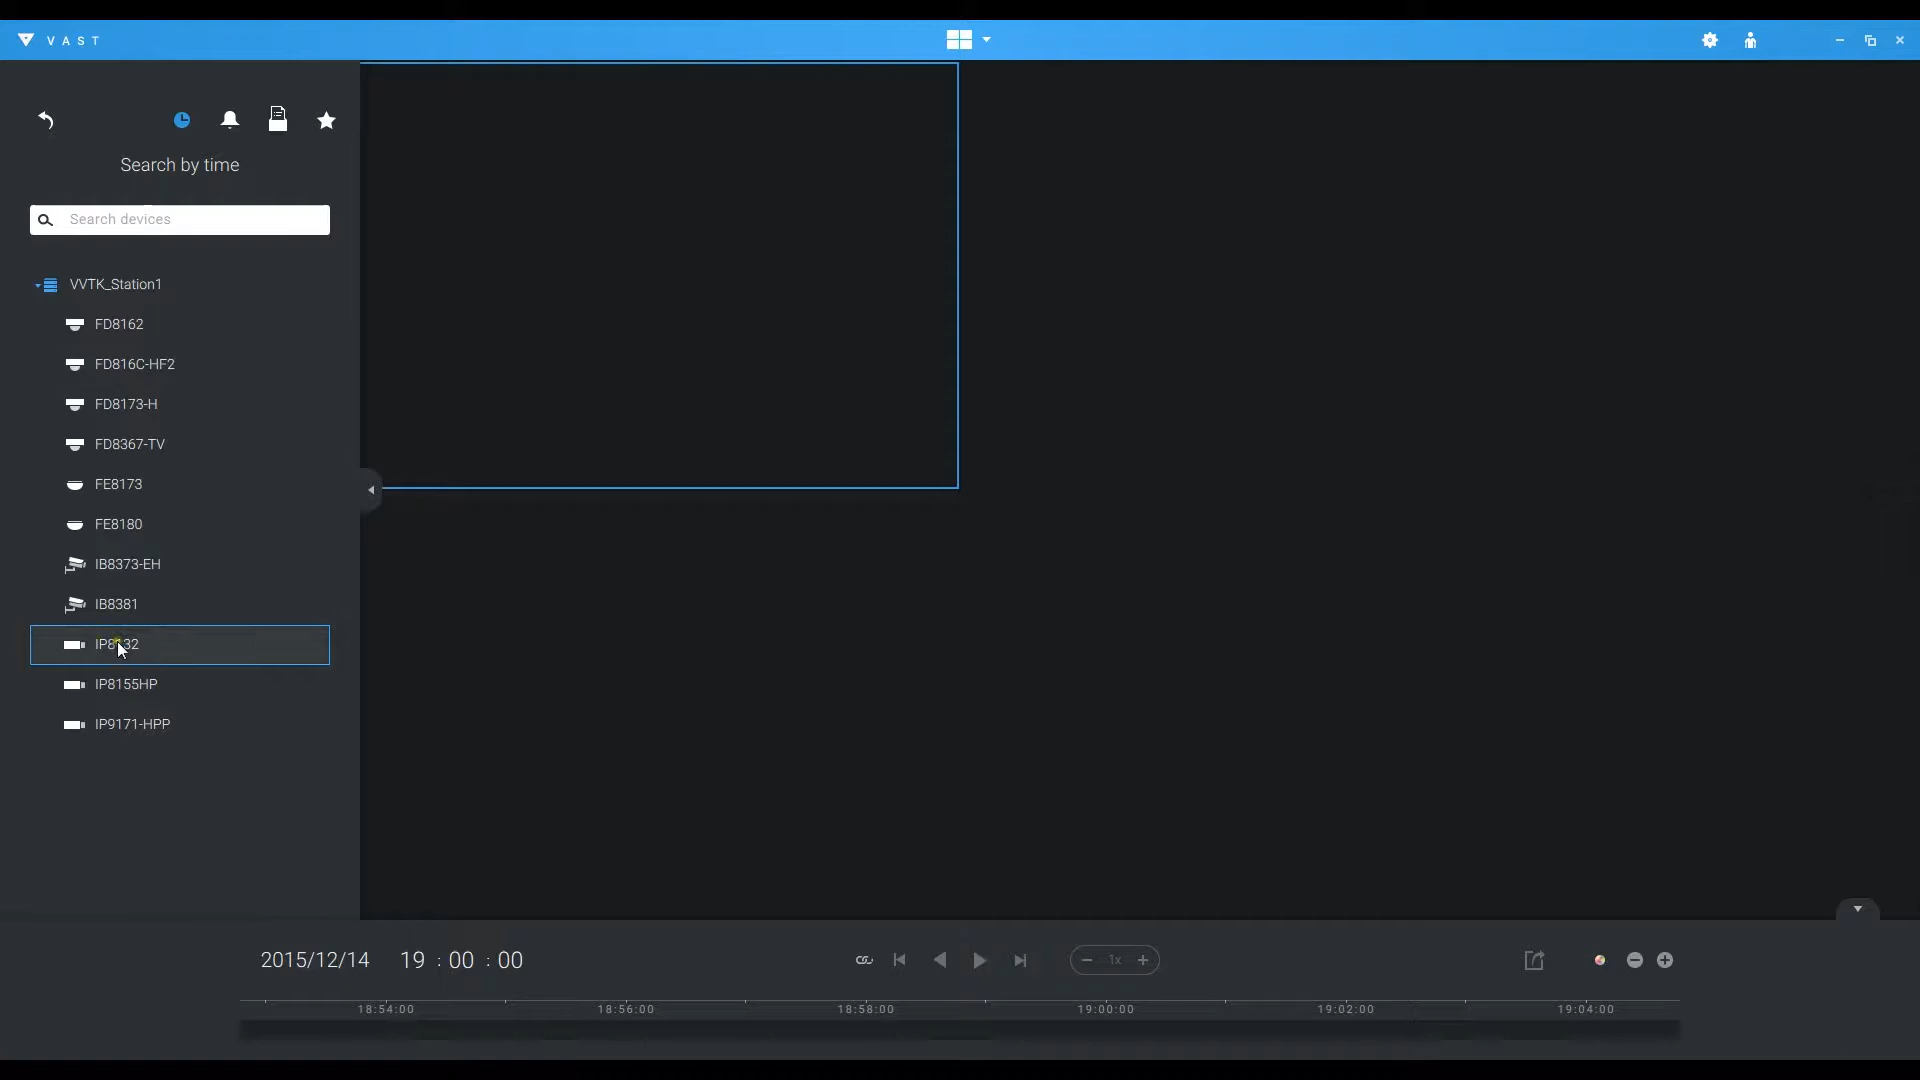 VAST
Search by time
Search devices
VVTK_Station1
FD8162
FD816C-HF2
FD8173-H
FD8367-TV
FE8173
FE8180
IB8373-EH
IB8381
IP8132
IP8155HP
IP9171-HPP
2015/12/14 19 : 00 : 00
1x
18:54:00 18:56:00 18:58:00 19:00:00 19:02:00 19:04:00